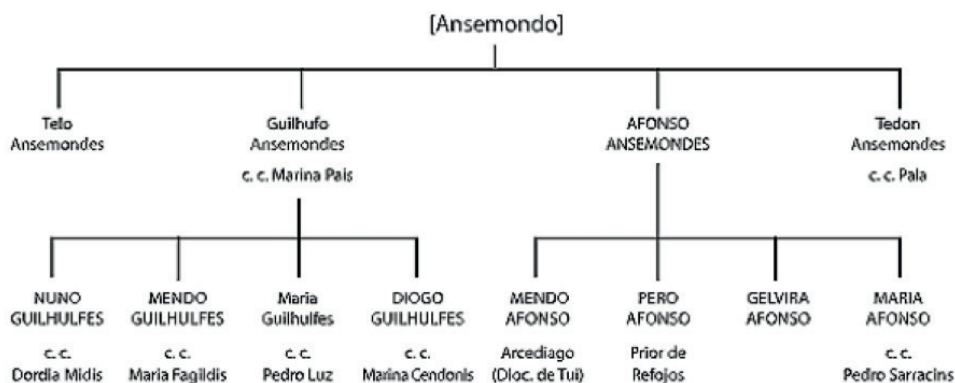 [Ansemondo]
Telo
Ansemondes
Guilhufo
Ansemondes
c. c. Marina Pais
AFONSO
ANSEMONDES
Tedon
Ansemondes
c. c. Pala
NUNO
GUILHULFES
c. c.
Dordia Midis
MENDO
GUILHULFES
c. c.
Maria Fagildis
Maria
Guilhulfes
c. c.
Pedro Luz
DIOGO
GUILHULFES
c. c.
Marina Cendonis
MENDO
AFONSO
Arcediago
(Dioc. de Tui)
PERO
AFONSO
Prior de
Refojos
GELVIRA
AFONSO
MARIA
AFONSO
c. c.
Pedro Sarracins